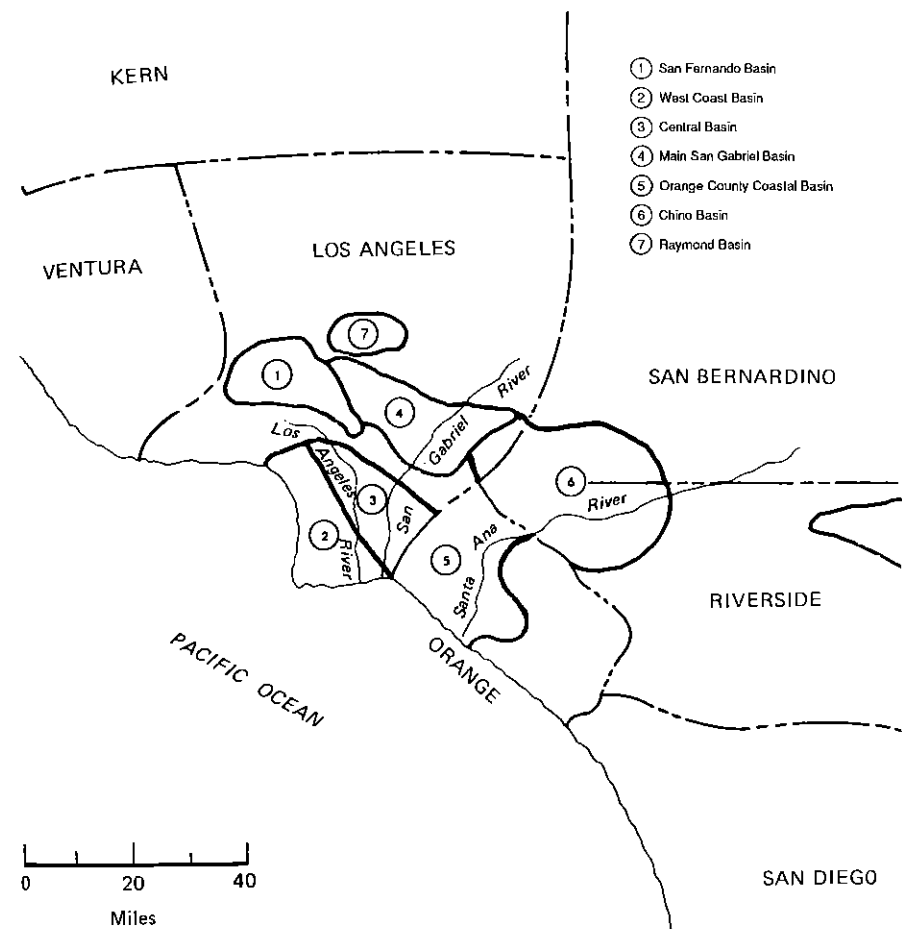 KERN
① San Fernando Basin
② West Coast Basin
③ Central Basin
④ Main San Gabriel Basin
⑤ Orange County Coastal Basin
⑥ Chino Basin
⑦ Raymond Basin
VENTURA
LOS ANGELES
SAN BERNARDINO
RIVERSIDE
ORANGE
SAN DIEGO
PACIFIC OCEAN
Los Angeles River
San Gabriel River
Santa Ana River
①
②
③
④
⑤
⑥
⑦
0 20 40
Miles